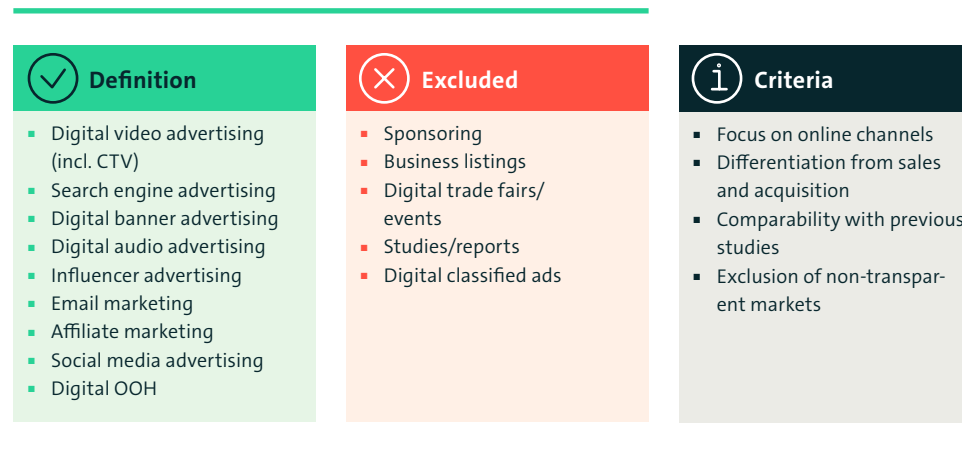 Definition
Digital video advertising
(incl. CTV)
Search engine advertising
Digital banner advertising
Digital audio advertising
Influencer advertising
Email marketing
Affiliate marketing
Social media advertising
Digital OOH
Excluded
Sponsoring
Business listings
Digital trade fairs/
events
Studies/reports
Digital classified ads
Criteria
Focus on online channels
Differentiation from sales
and acquisition
Comparability with previous
studies
Exclusion of non-transpar-
ent markets